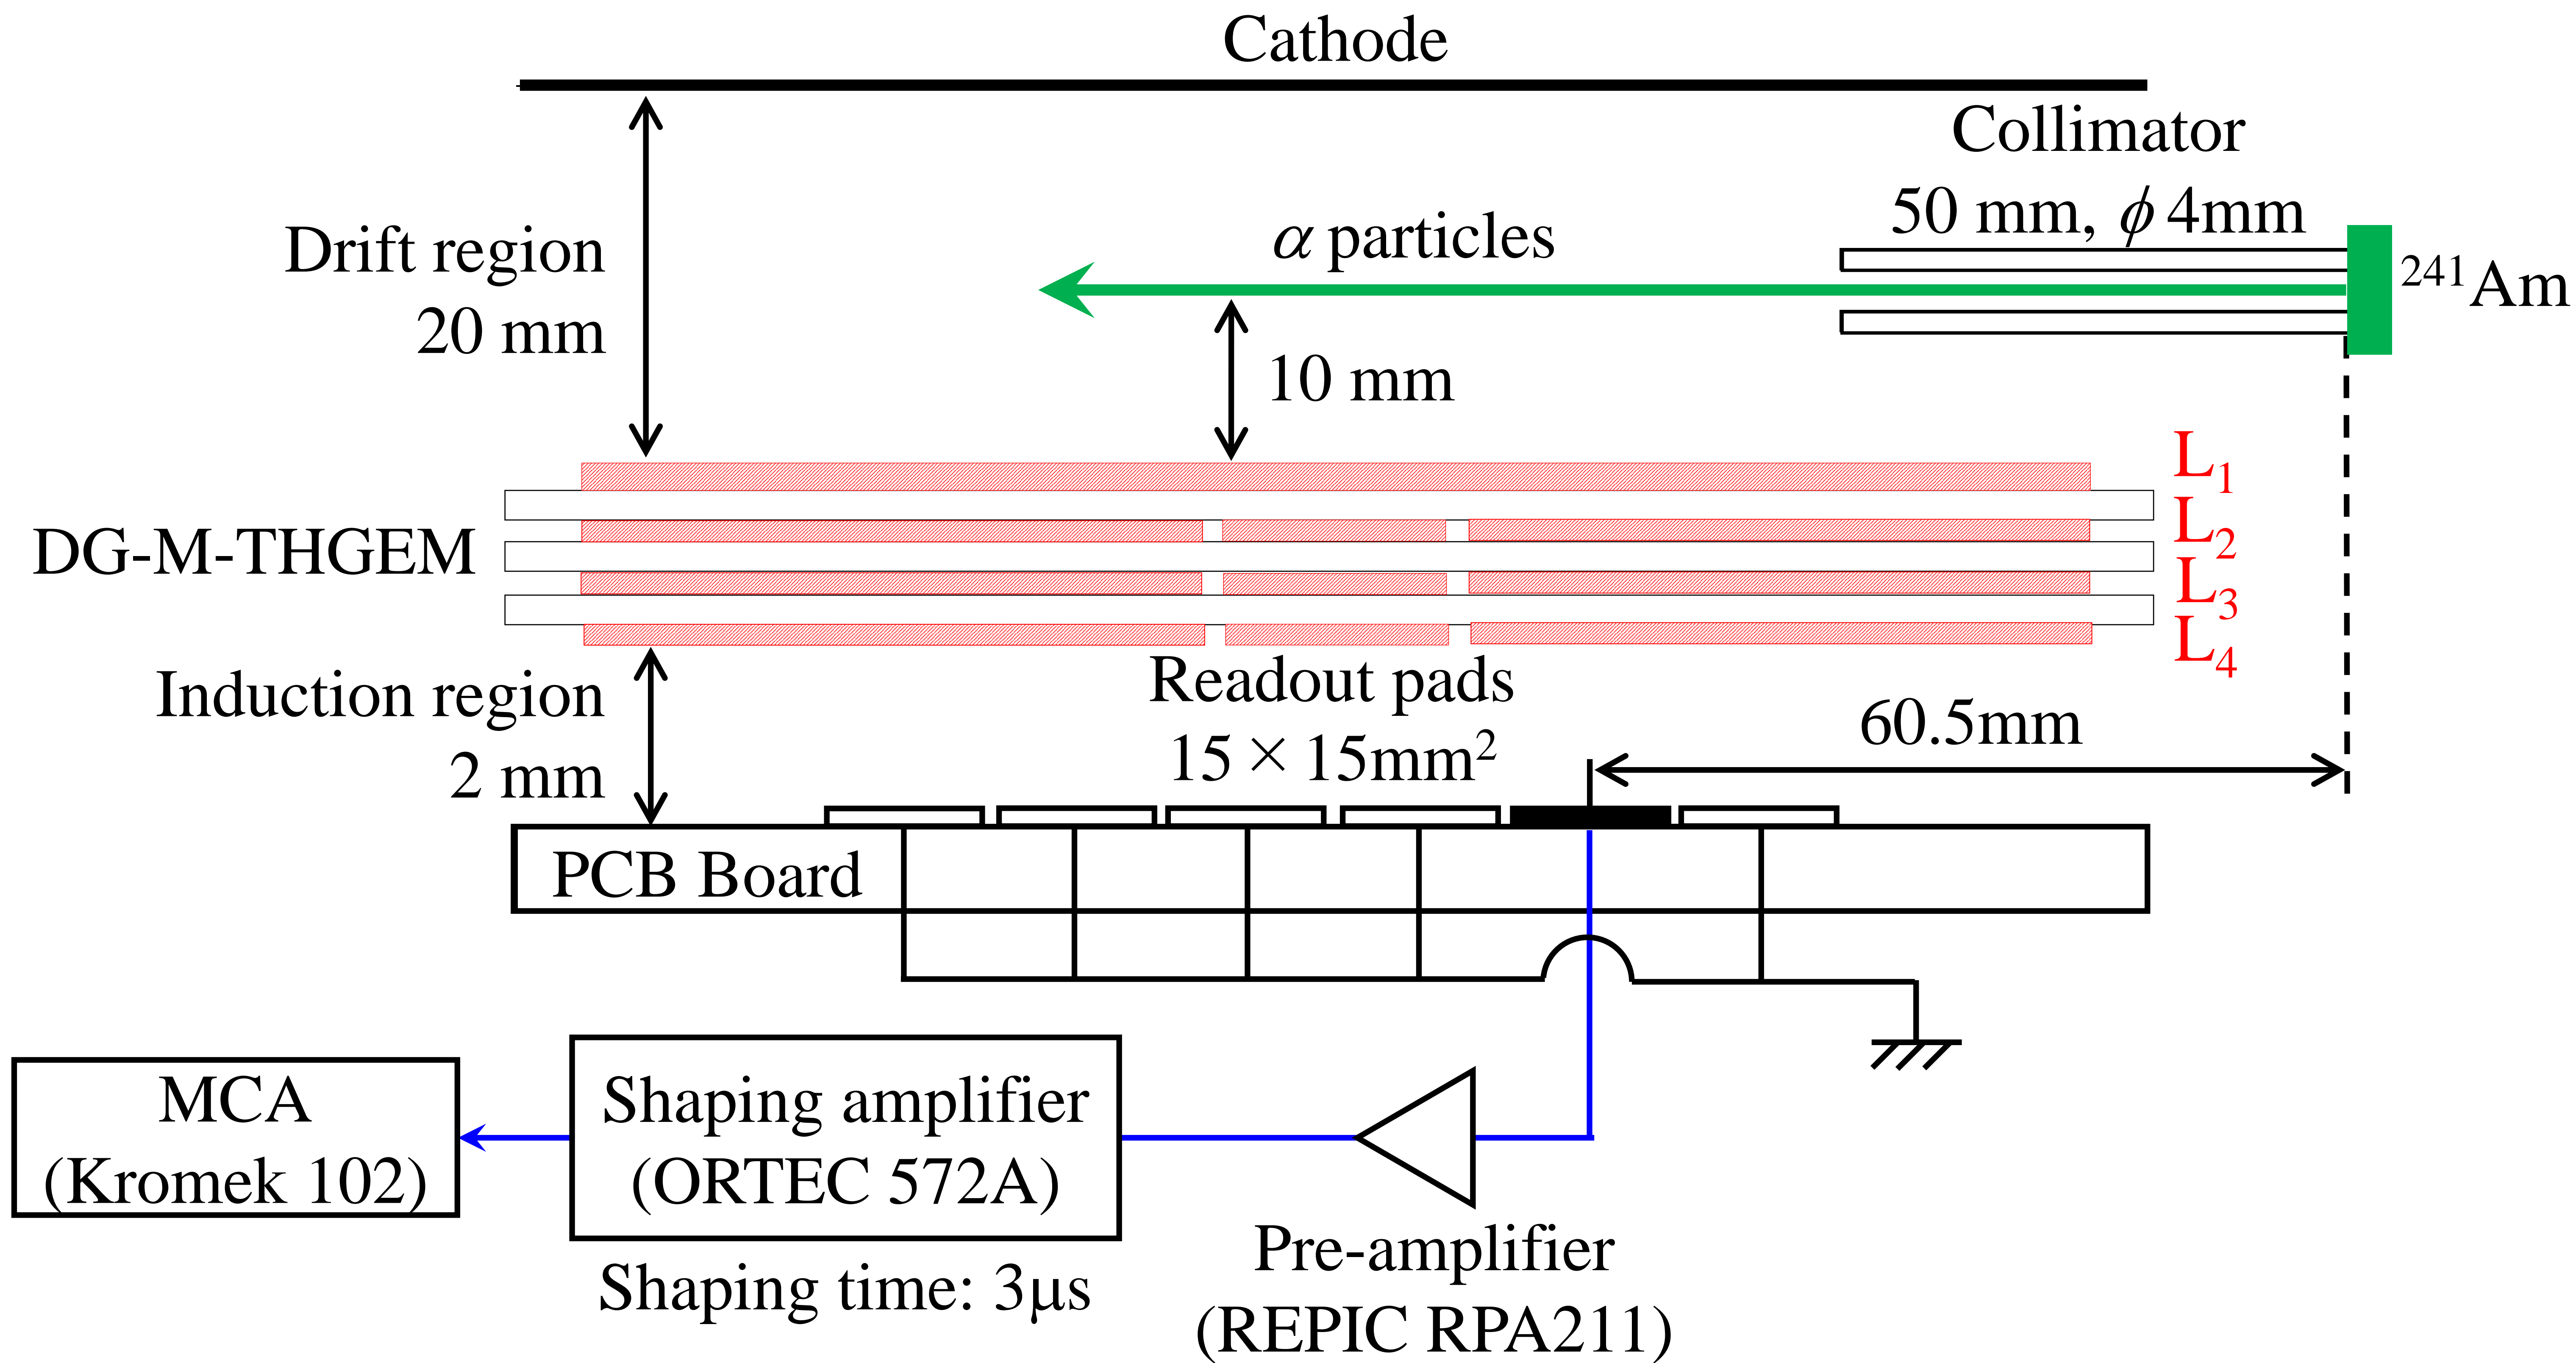 Cathode
Collimator
50 mm, ϕ 4mm
α particles
²⁴¹Am
Drift region
20 mm
10 mm
L₁
L₂
L₃
L₄
DG-M-THGEM
Induction region
2 mm
Readout pads
15×15mm²
60.5mm
PCB Board
MCA
(Kromek 102)
Shaping amplifier
(ORTEC 572A)
Shaping time: 3μs
Pre-amplifier
(REPIC RPA211)